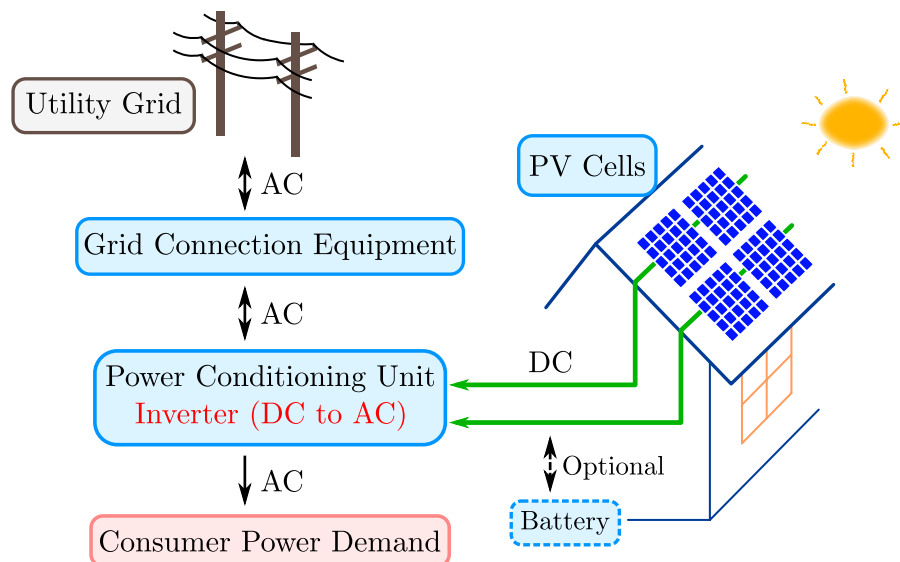 Utility Grid
AC
PV Cells
Grid Connection Equipment
AC
Power Conditioning Unit
Inverter (DC to AC)
DC
AC
Optional
Battery
Consumer Power Demand